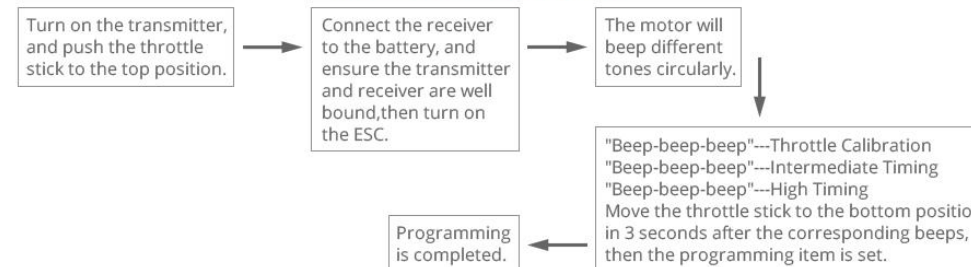 Turn on the transmitter,
and push the throttle
stick to the top position.
Connect the receiver
to the battery, and
ensure the transmitter
and receiver are well
bound,then turn on
the ESC.
The motor will
beep different
tones circularly.
"Beep-beep-beep"---Throttle Calibration
"Beep-beep-beep"---Intermediate Timing
"Beep-beep-beep"---High Timing
Move the throttle stick to the bottom positio
in 3 seconds after the corresponding beeps,
then the programming item is set.
Programming
is completed.